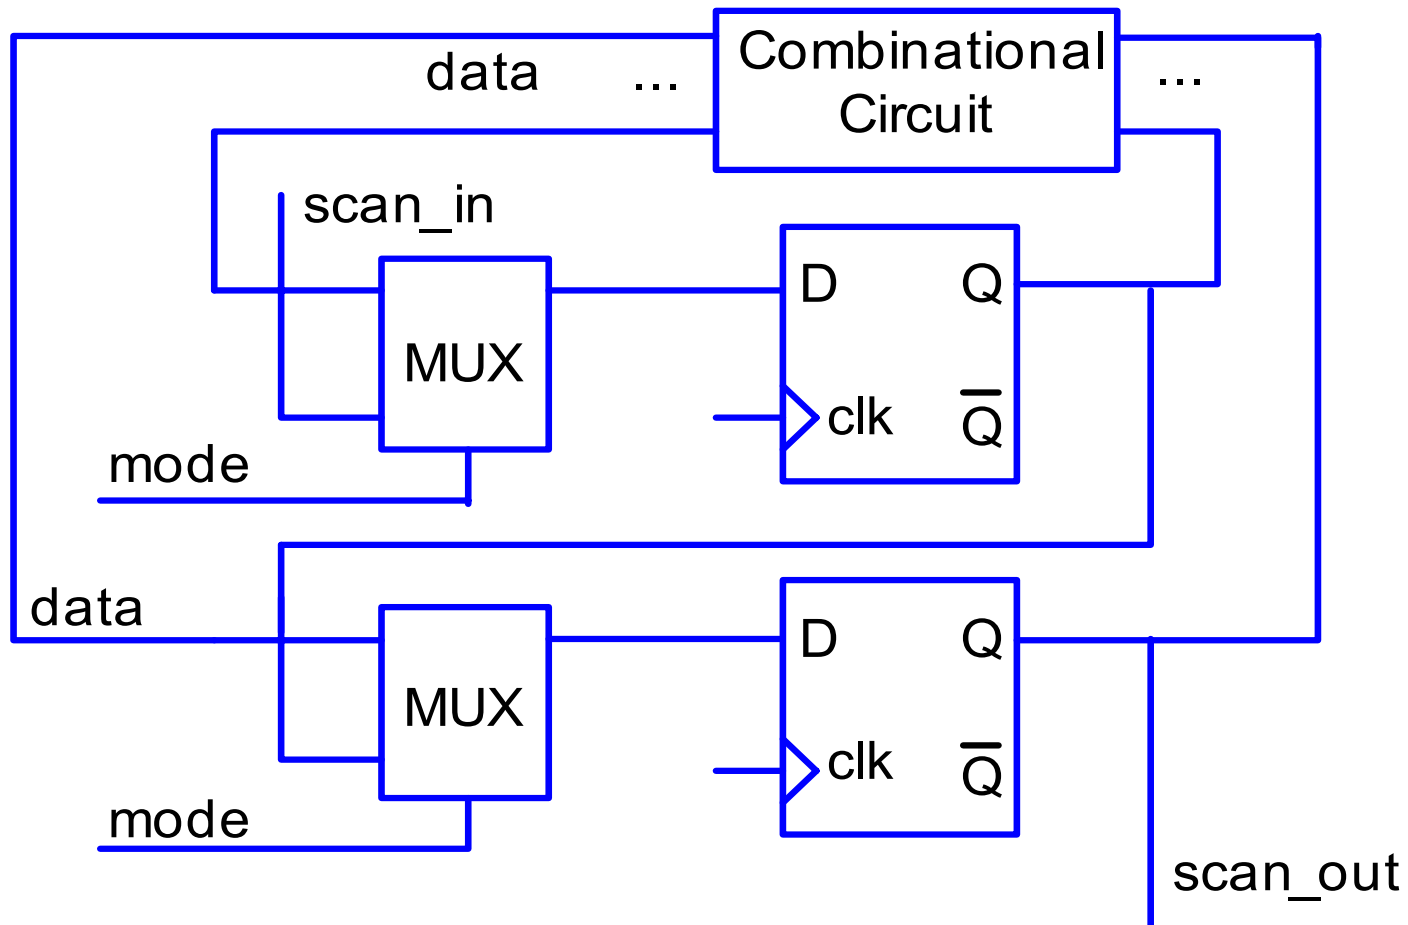 Combinational
Circuit
data ...
...
scan_in
D Q
MUX
clk Q̅
mode
data
D Q
MUX
clk Q̅
mode
scan_out